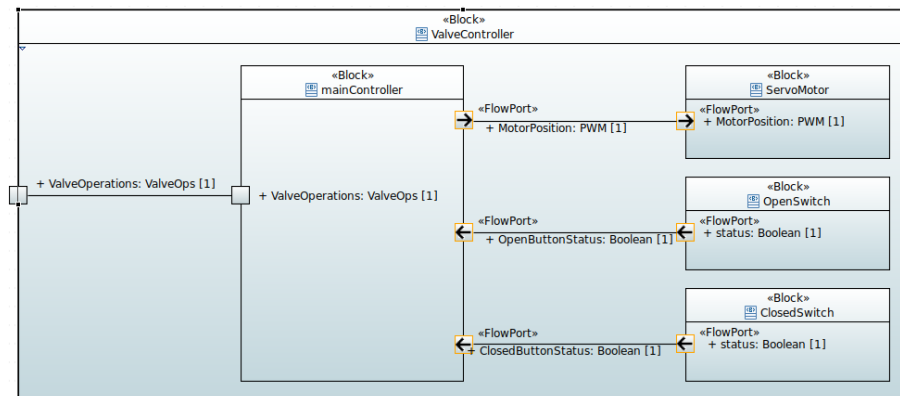 «Block»
ValveController
«Block»
mainController
«Block»
ServoMotor
«FlowPort»
+ MotorPosition: PWM [1]
«FlowPort»
+ MotorPosition: PWM [1]
+ ValveOperations: ValveOps [1]
+ ValveOperations: ValveOps [1]
«Block»
OpenSwitch
«FlowPort»
+ OpenButtonStatus: Boolean [1]
«FlowPort»
+ status: Boolean [1]
«Block»
ClosedSwitch
«FlowPort»
+ ClosedButtonStatus: Boolean [1]
«FlowPort»
+ status: Boolean [1]